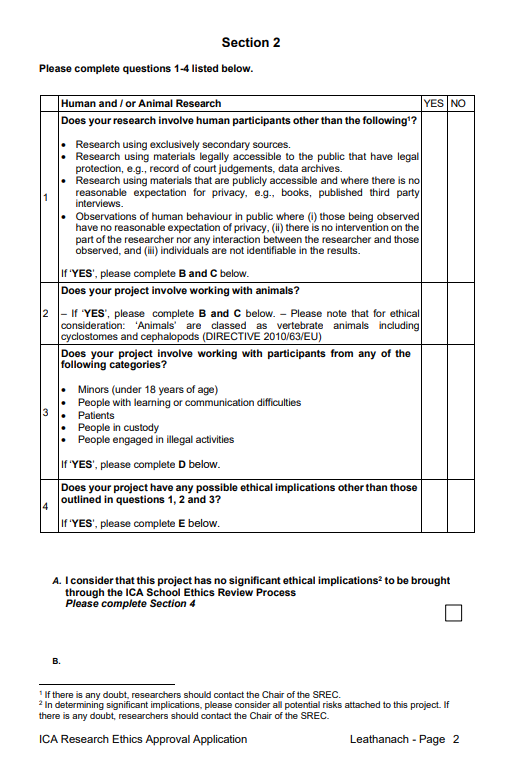 Section 2
Please complete questions 1-4 listed below.
Human and / or Animal Research YES NO
1
Does your research involve human participants other than the following¹?
• Research using exclusively secondary sources.
• Research using materials legally accessible to the public that have legal
protection, e.g., record of court judgements, data archives.
• Research using materials that are publicly accessible and where there is no
reasonable expectation for privacy, e.g., books, published third party
interviews.
• Observations of human behaviour in public where (i) those being observed
have no reasonable expectation of privacy, (ii) there is no intervention on the
part of the researcher nor any interaction between the researcher and those
observed, and (iii) individuals are not identifiable in the results.
If ‘YES’, please complete B and C below.
2
Does your project involve working with animals?
– If ‘YES’, please complete B and C below. – Please note that for ethical
consideration: ‘Animals’ are classed as vertebrate animals including
cyclostomes and cephalopods (DIRECTIVE 2010/63/EU)
3
Does your project involve working with participants from any of the
following categories?
• Minors (under 18 years of age)
• People with learning or communication difficulties
• Patients
• People in custody
• People engaged in illegal activities
If ‘YES’, please complete D below.
4
Does your project have any possible ethical implications other than those
outlined in questions 1, 2 and 3?
If ‘YES’, please complete E below.
A. I consider that this project has no significant ethical implications² to be brought
through the ICA School Ethics Review Process
Please complete Section 4
B.
¹ If there is any doubt, researchers should contact the Chair of the SREC.
² In determining significant implications, please consider all potential risks attached to this project. If
there is any doubt, researchers should contact the Chair of the SREC.
ICA Research Ethics Approval Application Leathanach - Page 2